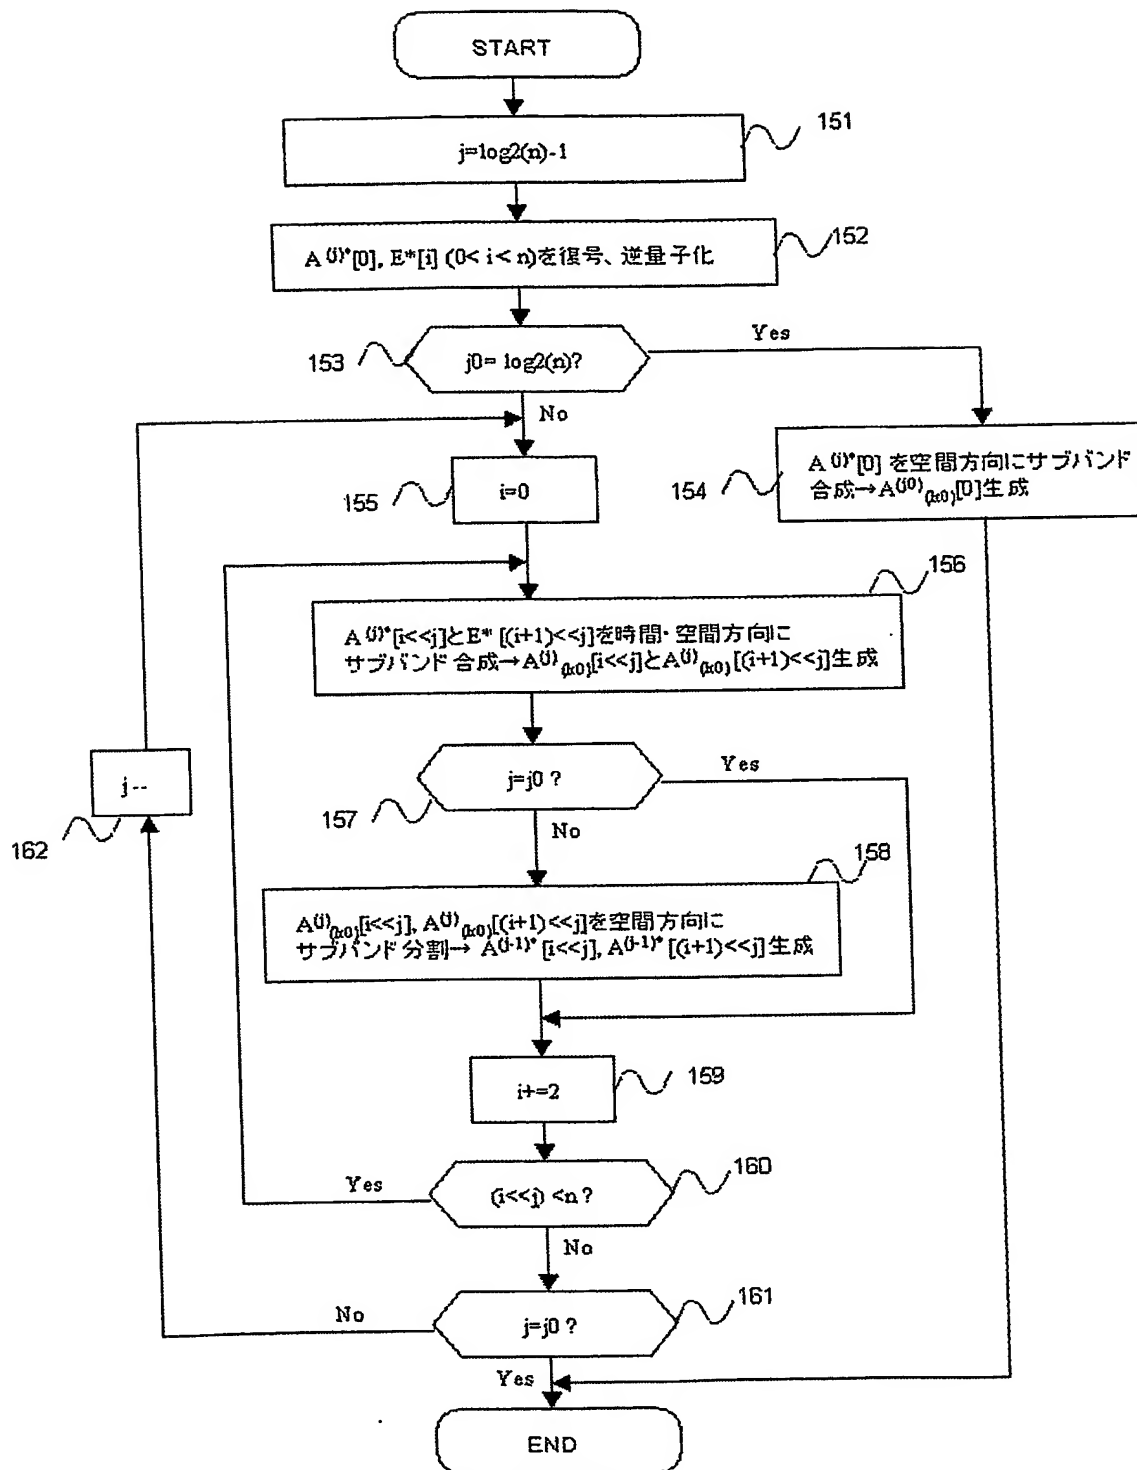 START
j=log2(n)-1
151
A(j)*[0], E*[i] (0< i < n)を復号、逆量子化
152
153
j0= log2(n)?
Yes
No
A(j)*[0] を空間方向にサブバンド
合成→A(j0)(k0)[0]生成
154
155
i=0
156
A(j)*[i<<j]とE* [(i+1)<<j]を時間・空間方向に
サブバンド 合成→A(j)(k0)[i<<j]とA(j)(k0) [(i+1)<<j]生成
j=j0 ?
Yes
157
No
j --
162
158
A(j)(k0)[i<<j], A(j)(k0)[(i+1)<<j]を空間方向に
サブバンド 分割→ A(j-1)* [i<<j], A(j-1)* [(i+1)<<j]生成
i+=2
159
160
Yes
(i<<j) <n ?
No
161
No
j=j0 ?
Yes
END